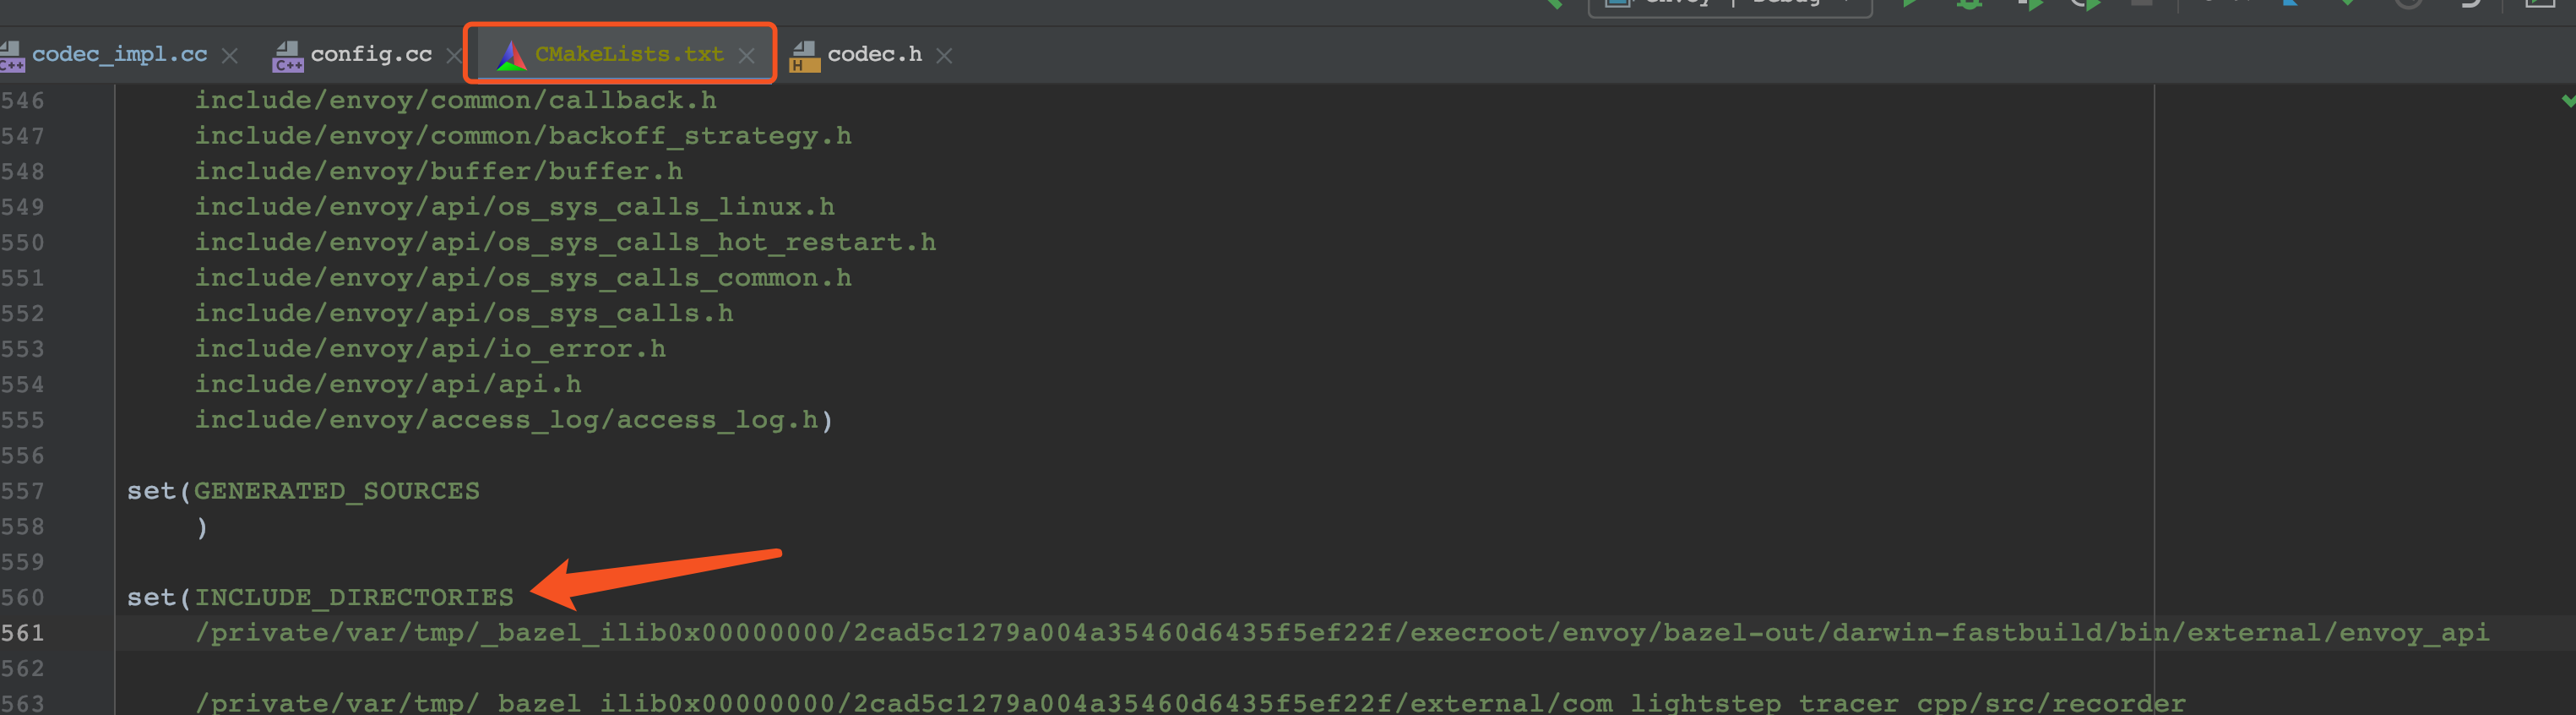 envoy | Debug
codec_impl.cc config.cc CMakeLists.txt codec.h
546 include/envoy/common/callback.h
547 include/envoy/common/backoff_strategy.h
548 include/envoy/buffer/buffer.h
549 include/envoy/api/os_sys_calls_linux.h
550 include/envoy/api/os_sys_calls_hot_restart.h
551 include/envoy/api/os_sys_calls_common.h
552 include/envoy/api/os_sys_calls.h
553 include/envoy/api/io_error.h
554 include/envoy/api/api.h
555 include/envoy/access_log/access_log.h)
556
557 set(GENERATED_SOURCES
558 )
559
560 set(INCLUDE_DIRECTORIES
561 /private/var/tmp/_bazel_ilib0x00000000/2cad5c1279a004a35460d6435f5ef22f/execroot/envoy/bazel-out/darwin-fastbuild/bin/external/envoy_api
562
563 /private/var/tmp/_bazel_ilib0x00000000/2cad5c1279a004a35460d6435f5ef22f/external/com_lightstep_tracer_cpp/src/recorder